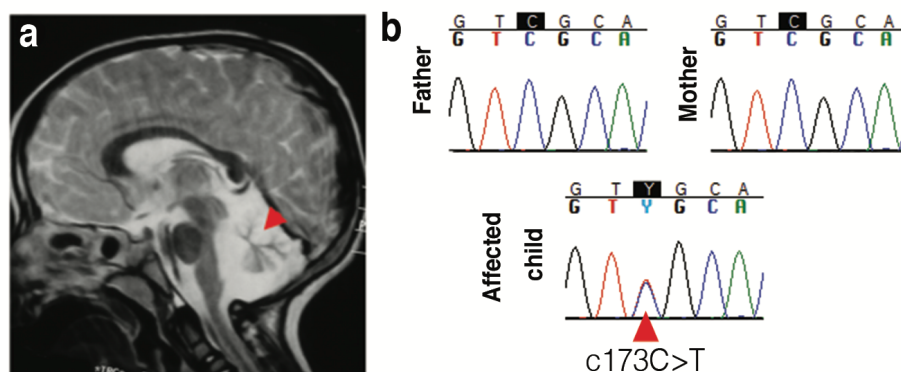 a
b
Father
G T C G C A
G T C G C A
Mother
G T C G C A
G T C G C A
Affected
child
G T Y G C A
G T Y G C A
c173C>T